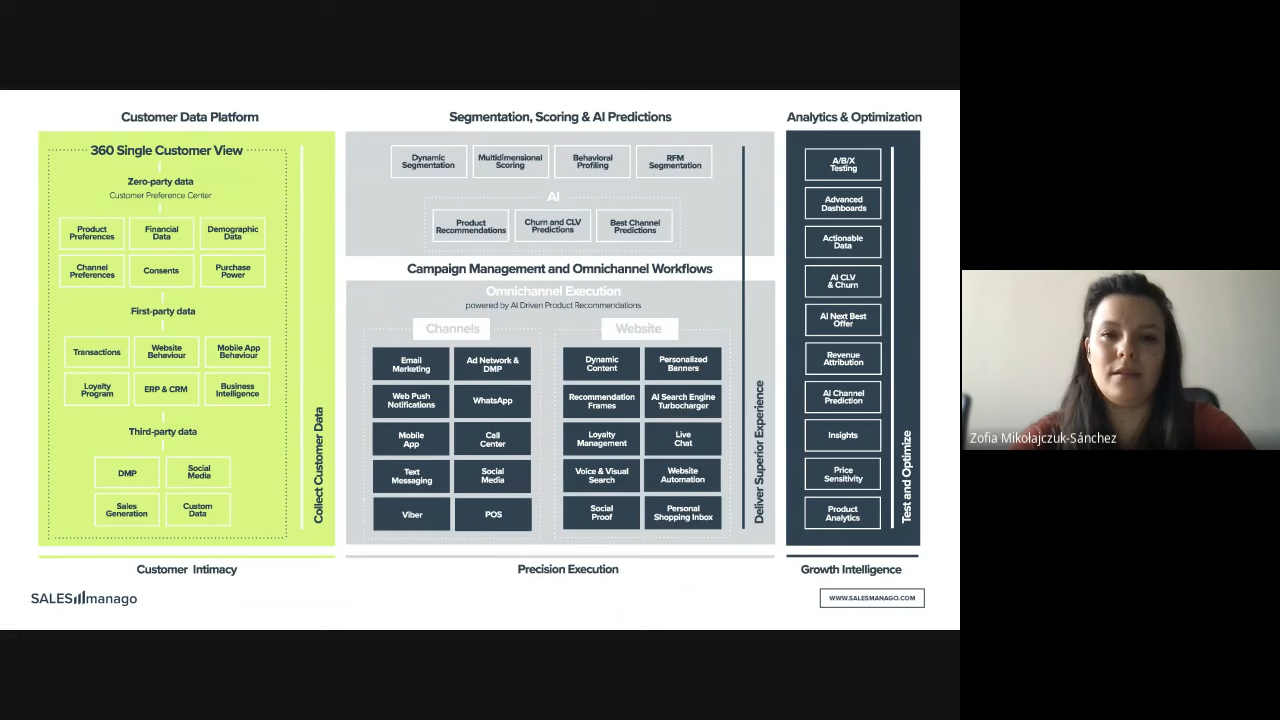 Customer Data Platform
360 Single Customer View
Zero-party data
Customer Preference Center
Product
Preferences
Financial
Data
Demographic
Data
Channel
Preferences
Consents
Purchase
Power
First-party data
Transactions
Website
Behaviour
Mobile App
Behaviour
Loyalty
Program
ERP & CRM
Business
Intelligence
Third-party data
DMP
Social
Media
Sales
Generation
Custom
Data
Collect Customer Data
Customer Intimacy
Segmentation, Scoring & AI Predictions
Dynamic
Segmentation
Multidimensional
Scoring
Behavioral
Profiling
RFM
Segmentation
AI
Product
Recommendations
Churn and CLV
Predictions
Best Channel
Predictions
Campaign Management and Omnichannel Workflows
Omnichannel Execution
powered by AI Driven Product Recommendations
Channels
Email
Marketing
Ad Network &
DMP
Web Push
Notifications
WhatsApp
Mobile
App
Call
Center
Text
Messaging
Social
Media
Viber
POS
Website
Dynamic
Content
Personalized
Banners
Recommendation
Frames
AI Search Engine
Turbocharger
Loyalty
Management
Live
Chat
Voice & Visual
Search
Website
Automation
Social
Proof
Personal
Shopping Inbox
Deliver Superior Experience
Precision Execution
Analytics & Optimization
A/B/X
Testing
Advanced
Dashboards
Actionable
Data
AI CLV
& Churn
AI Next Best
Offer
Revenue
Attribution
AI Channel
Prediction
Insights
Price
Sensitivity
Product
Analytics
Test and Optimize
Growth Intelligence
SALESmanago
WWW.SALESMANAGO.COM
Zofia Mikołajczuk-Sánchez